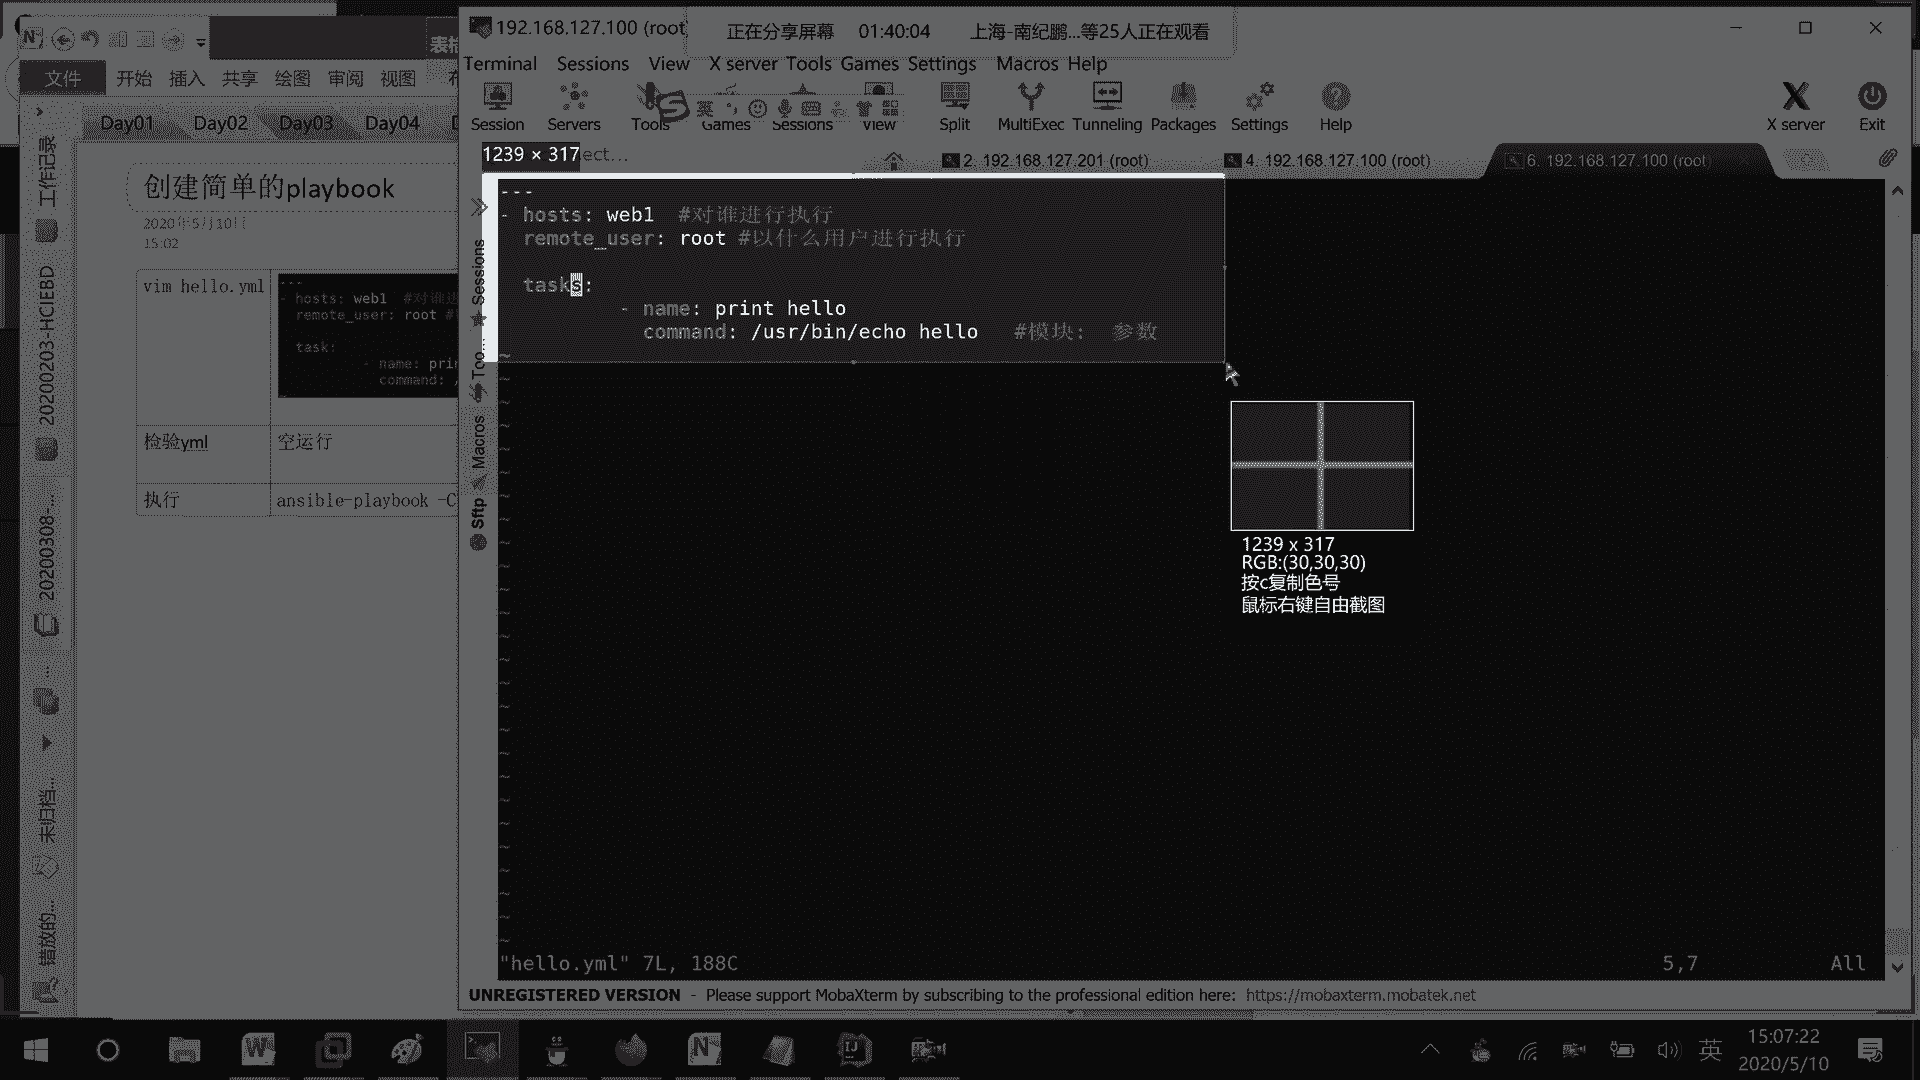 192.168.127.100 (root
正在分享屏幕 01:40:04 上海-南纪鹏...等25人正在观看
表格
文件 开始 插入 共享 绘图 审阅 视图
Terminal Sessions View X server Tools Games Settings Macros Help
Session Servers Tools Games Sessions View Split MultiExec Tunneling Packages Settings Help X server Exit
英
Day01 Day02 Day03 Day04
1239 × 317 ect...
2. 192.168.127.201 (root) 4. 192.168.127.100 (root) 6. 192.168.127.100 (root)
工作记录
20200203 HCIEBD
20200308-...
...
未归档...
错放的...
创建简单的playbook
2020年5月10日
15:02
vim hello.yml
---
- hosts: web1 #对谁进
remote_user: root #
task:
- name: prin
command: /
检验yml 空运行
执行 ansible-playbook -C
Sessions
Too...
Macros
Sftp
---
- hosts: web1 #对谁进行执行
remote_user: root #以什么用户进行执行
tasks:
- name: print hello
command: /usr/bin/echo hello #模块: 参数
~
1239 x 317
RGB:(30,30,30)
按c复制色号
鼠标右键自由截图
"hello.yml" 7L, 188C 5,7 All
UNREGISTERED VERSION - Please support MobaXterm by subscribing to the professional edition here: https://mobaxterm.mobatek.net
英 15:07:22
2020/5/10